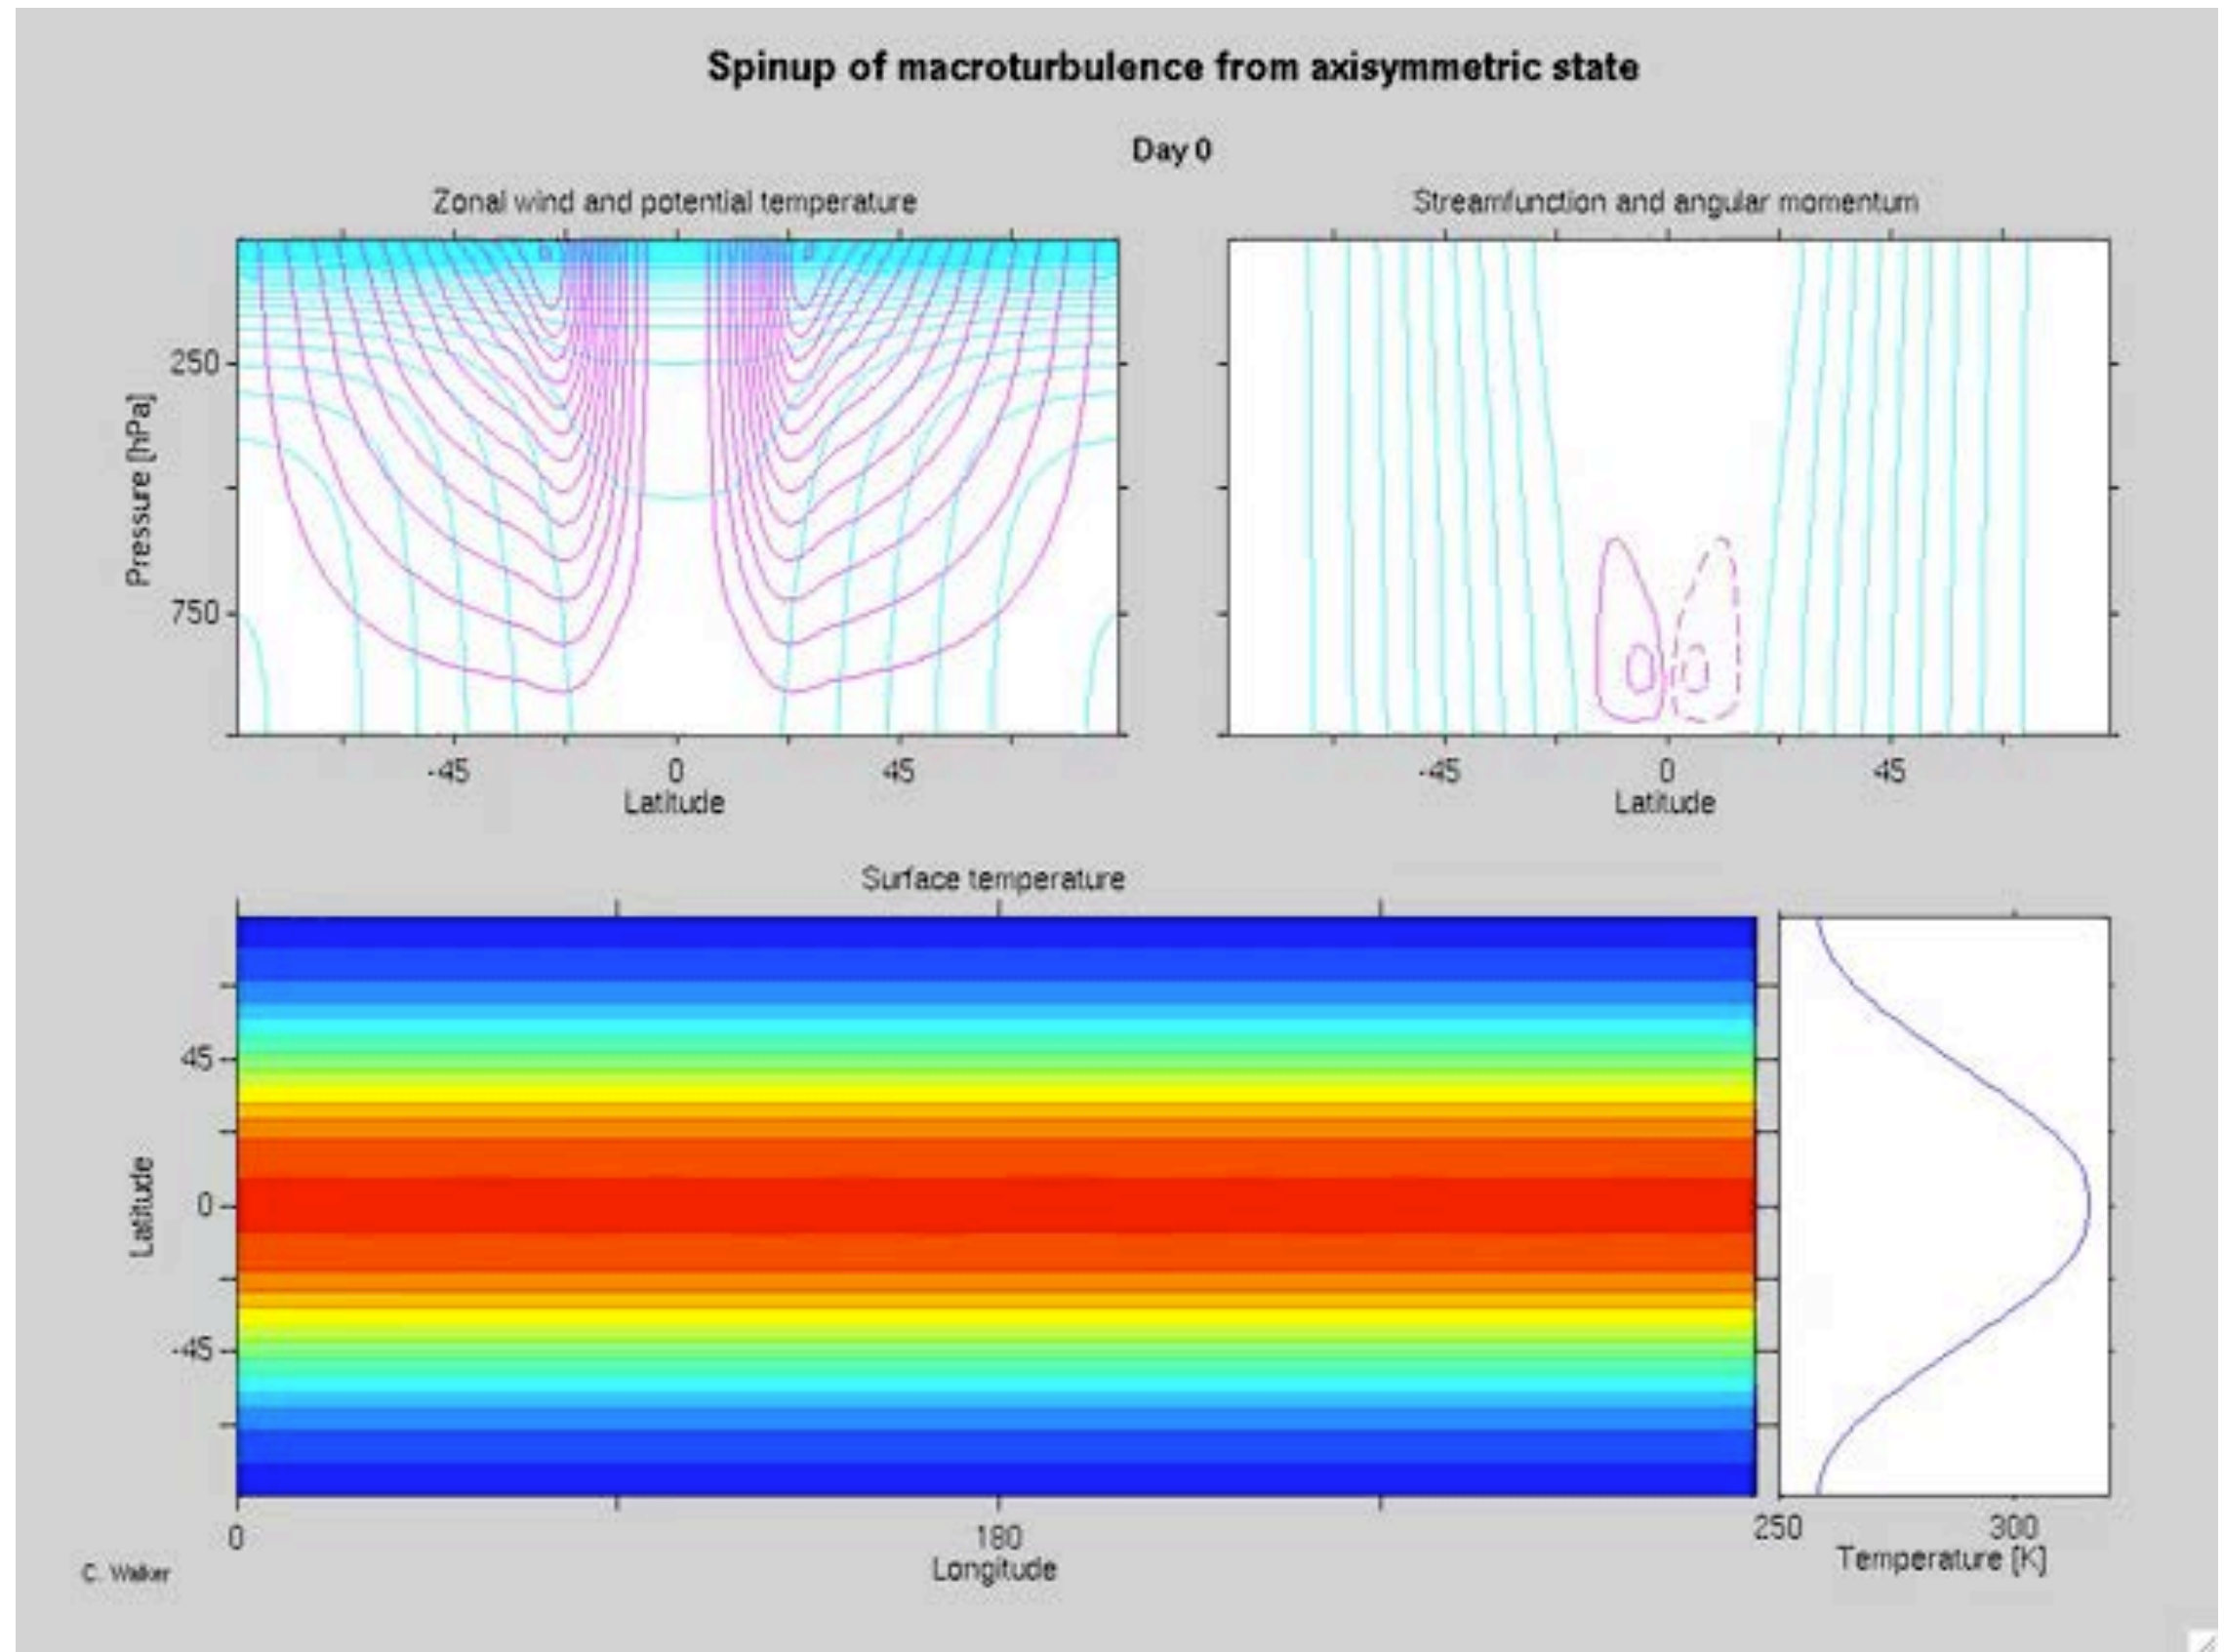 Spinup of macroturbulence from axisymmetric state
Day 0
Zonal wind and potential temperature
Streamfunction and angular momentum
Pressure [hPa]
250
750
-45
0
45
Latitude
-45
0
45
Latitude
Surface temperature
Latitude
45
0
-45
0
180
Longitude
250
300
Temperature [K]
C. Walker